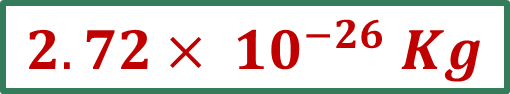 2.72 × 10⁻²⁶ Kg